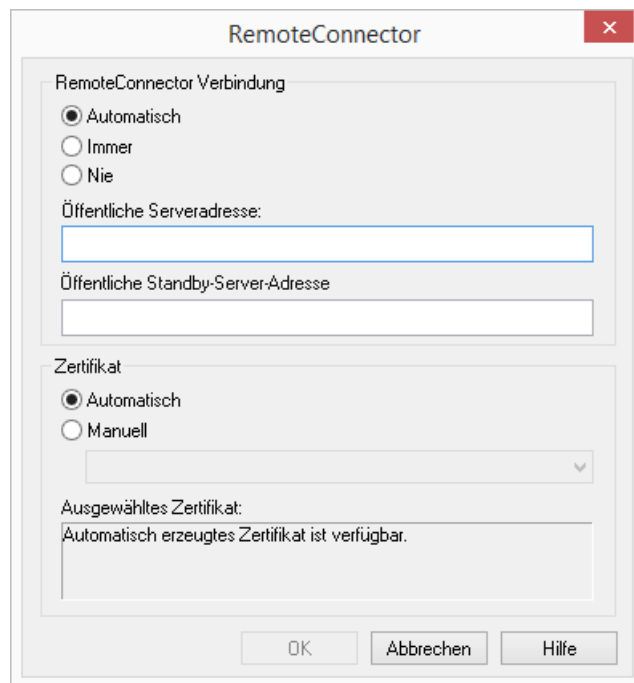 RemoteConnector
RemoteConnector Verbindung
Automatisch
Immer
Nie
Öffentliche Serveradresse:
Öffentliche Standby-Server-Adresse
Zertifikat
Automatisch
Manuell
Ausgewähltes Zertifikat:
Automatisch erzeugtes Zertifikat ist verfügbar.
OK Abbrechen Hilfe